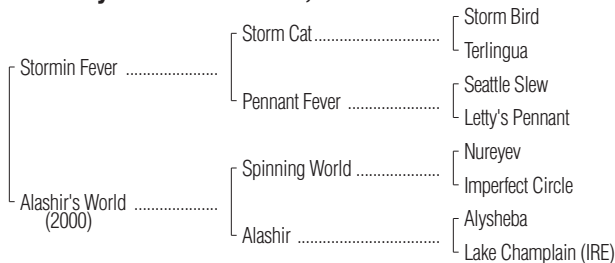 Storm Bird
Storm Cat
Terlingua
Stormin Fever
Seattle Slew
Pennant Fever
Letty's Pennant
Nureyev
Spinning World
Imperfect Circle
Alashir's World
(2000)
Alysheba
Alashir
Lake Champlain (IRE)